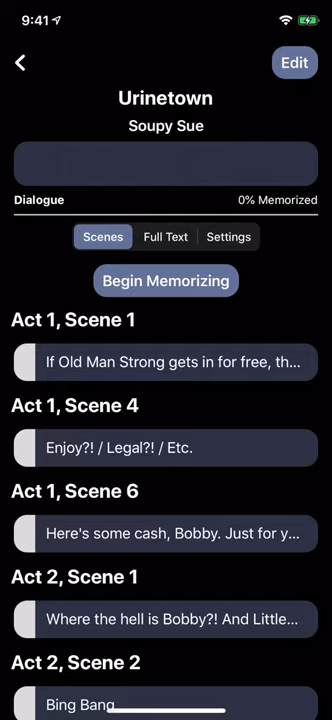 9:41
Edit
Urinetown
Soupy Sue
Dialogue 0% Memorized
Scenes Full Text Settings
Begin Memorizing
Act 1, Scene 1
If Old Man Strong gets in for free, th...
Act 1, Scene 4
Enjoy?! / Legal?! / Etc.
Act 1, Scene 6
Here's some cash, Bobby. Just for y...
Act 2, Scene 1
Where the hell is Bobby?! And Little...
Act 2, Scene 2
Bing Bang